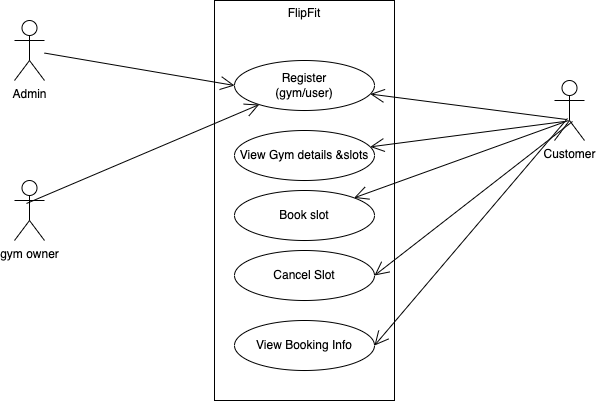 FlipFit
Admin
Register
(gym/user)
View Gym details &slots
Customer
Book slot
gym owner
Cancel Slot
View Booking Info